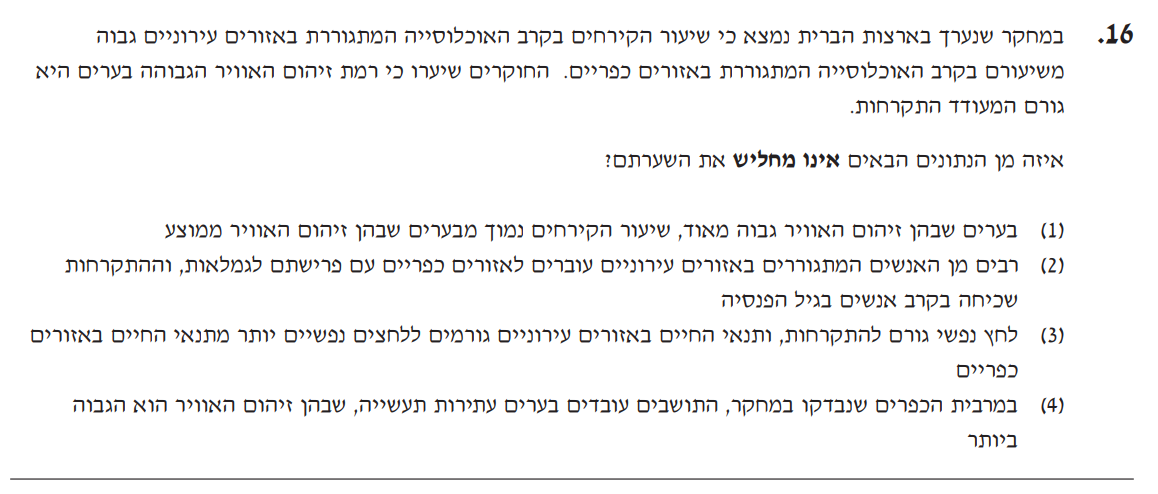 16. במחקר שנערך בארצות הברית נמצא כי שיעור הקירחים בקרב האוכלוסייה המתגוררת באזורים עירוניים גבוה
משיעורם בקרב האוכלוסייה המתגוררת באזורים כפריים. החוקרים שיערו כי רמת זיהום האוויר הגבוהה בערים היא
גורם המעודד התקרחות.
איזה מן הנתונים הבאים אינו מחליש את השערתם?
(1) בערים שבהן זיהום האוויר גבוה מאוד, שיעור הקירחים נמוך מבערים שבהן זיהום האוויר ממוצע
(2) רבים מן האנשים המתגוררים באזורים עירוניים עוברים לאזורים כפריים עם פרישתם לגמלאות, וההתקרחות
שכיחה בקרב אנשים בגיל הפנסיה
(3) לחץ נפשי גורם להתקרחות, ותנאי החיים באזורים עירוניים גורמים ללחצים נפשיים יותר מתנאי החיים באזורים
כפריים
(4) במרבית הכפרים שנבדקו במחקר, התושבים עובדים בערים עתירות תעשייה, שבהן זיהום האוויר הוא הגבוה
ביותר